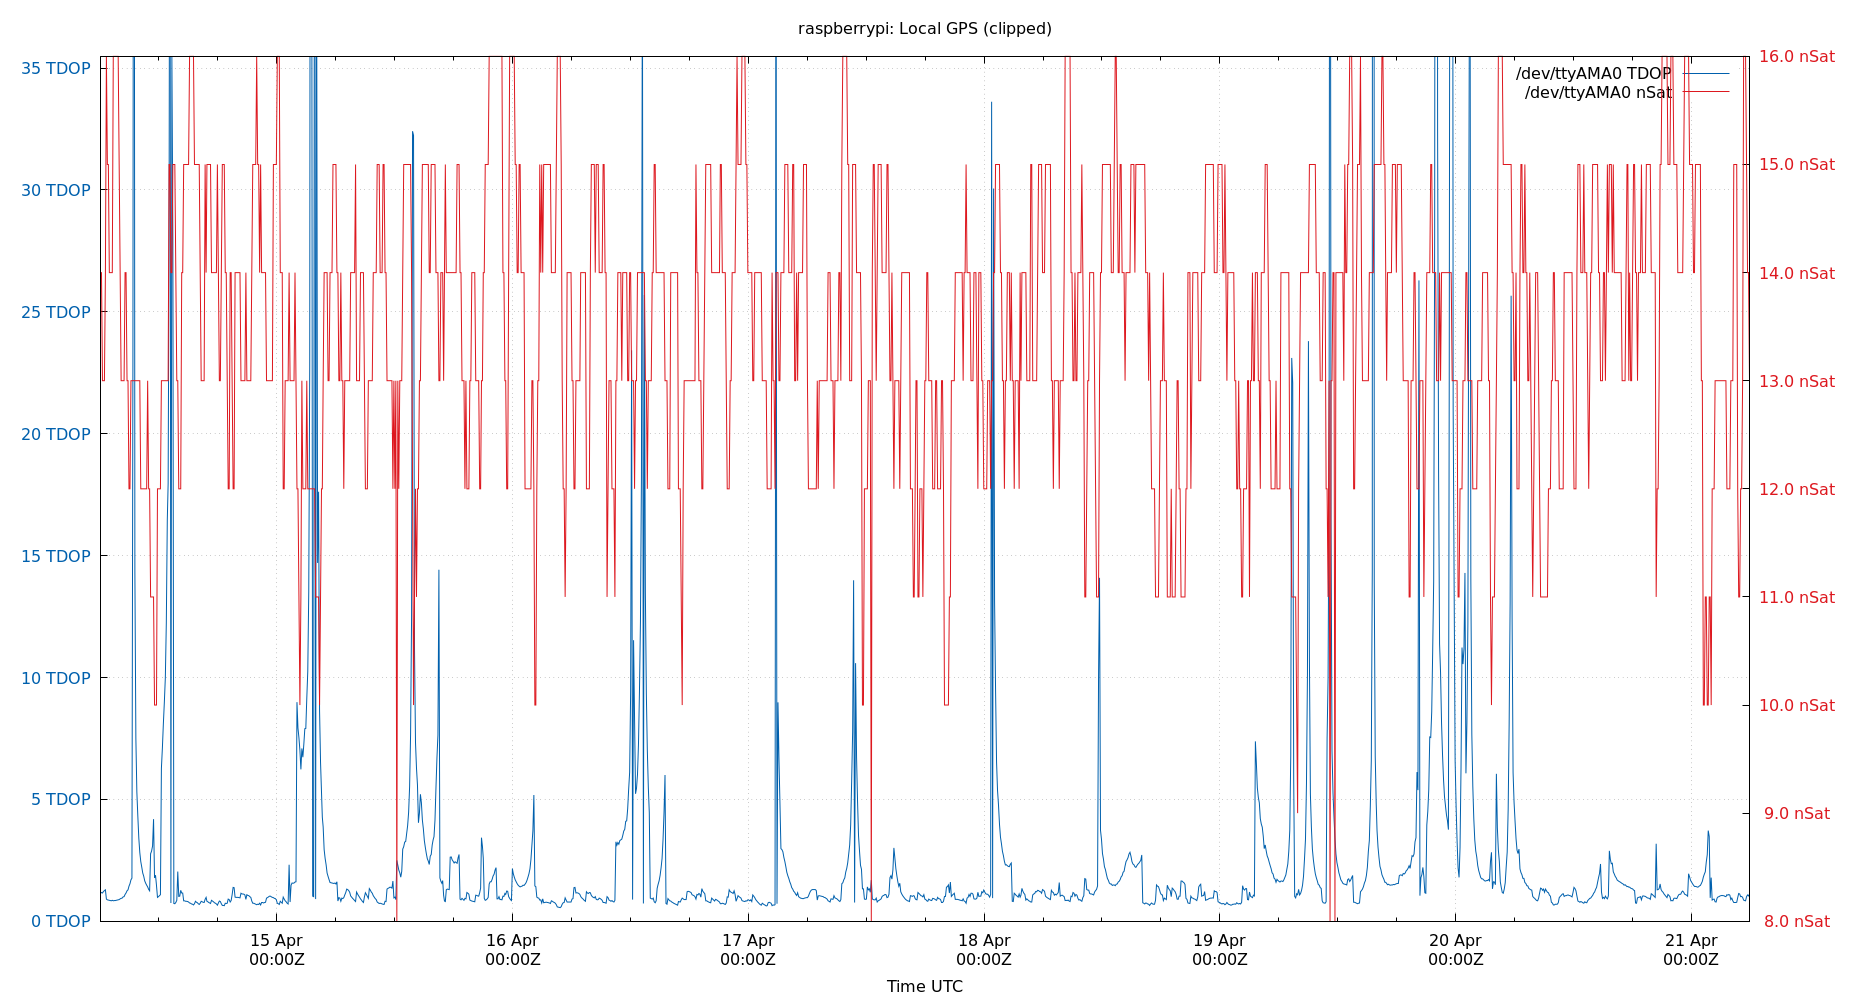 raspberrypi: Local GPS (clipped)
35 TDOP
30 TDOP
25 TDOP
20 TDOP
15 TDOP
10 TDOP
5 TDOP
0 TDOP
16.0 nSat
15.0 nSat
14.0 nSat
13.0 nSat
12.0 nSat
11.0 nSat
10.0 nSat
9.0 nSat
8.0 nSat
/dev/ttyAMA0 TDOP
/dev/ttyAMA0 nSat
15 Apr
00:00Z
16 Apr
00:00Z
17 Apr
00:00Z
18 Apr
00:00Z
19 Apr
00:00Z
20 Apr
00:00Z
21 Apr
00:00Z
Time UTC